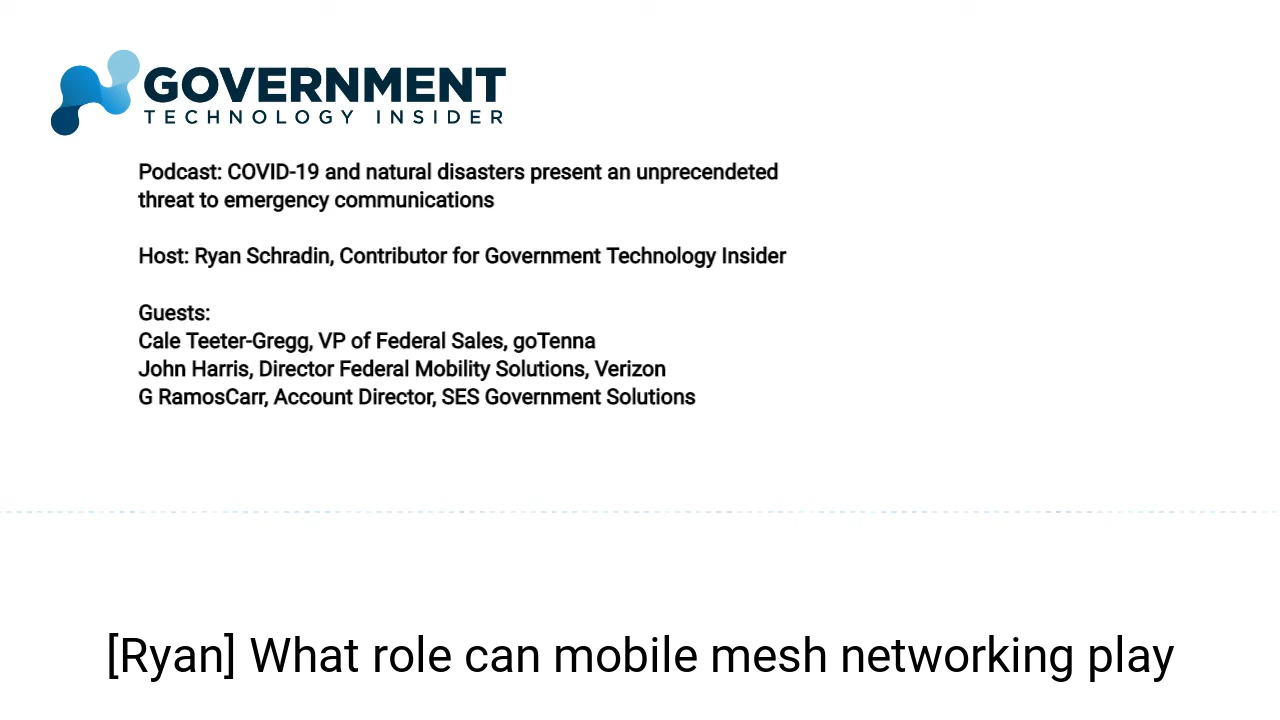 GOVERNMENT
TECHNOLOGY INSIDER
Podcast: COVID-19 and natural disasters present an unprecendeted
threat to emergency communications
Host: Ryan Schradin, Contributor for Government Technology Insider
Guests:
Cale Teeter-Gregg, VP of Federal Sales, goTenna
John Harris, Director Federal Mobility Solutions, Verizon
G RamosCarr, Account Director, SES Government Solutions
[Ryan] What role can mobile mesh networking play